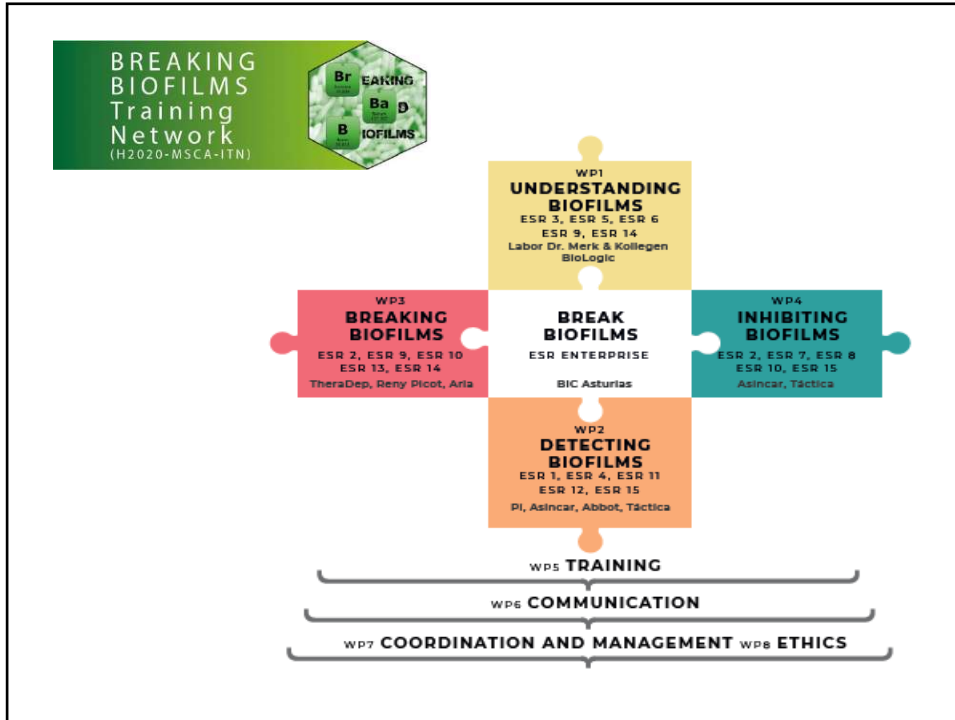 BREAKING
BIOFILMS
Training
Network
(H2020-MSCA-ITN)
Br EAKING
Ba D
B IOFILMS
WP1
UNDERSTANDING
BIOFILMS
ESR 3, ESR 5, ESR 6
ESR 9, ESR 14
Labor Dr. Merk & Kollegen
BioLogic
WP3
BREAKING
BIOFILMS
ESR 2, ESR 9, ESR 10
ESR 13, ESR 14
TheraDep, Reny Picot, Arla
BREAK
BIOFILMS
ESR ENTERPRISE
BIC Asturias
WP4
INHIBITING
BIOFILMS
ESR 2, ESR 7, ESR 8
ESR 10, ESR 15
Asincar, Táctica
WP2
DETECTING
BIOFILMS
ESR 1, ESR 4, ESR 11
ESR 12, ESR 15
PI, Asincar, Abbot, Táctica
WP5 TRAINING
WP6 COMMUNICATION
WP7 COORDINATION AND MANAGEMENT WP8 ETHICS